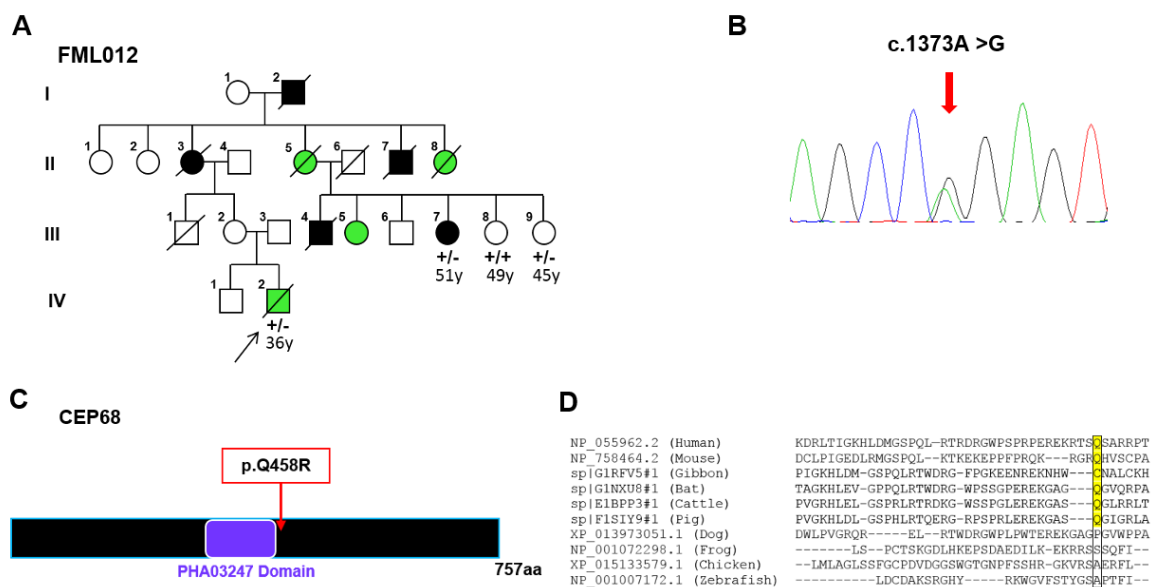 A
FML012
I
1 2
II
1 2 3 4 5 6 7 8
III
1 2 3 4 5 6 7 8 9
+/- +/+ +/-
51y 49y 45y
IV
1 2
+/-
36y
B
c.1373A >G
C
CEP68
p.Q458R
PHA03247 Domain
757aa
D
NP_055962.2 (Human) KDRLTIGKHLDMGSPQL-RTRDRGWPSPRPEREKRTSQSARRPT
NP_758464.2 (Mouse) DCLPIGEDLRMGSPQL-KTKEKEPPFPRQK---RGRQHVSCPA
sp|G1RFV5#1 (Gibbon) PIGKHLDM-GSPQLRTWDRG-FPGKEENREKNHW---CNALCKH
sp|G1NXU8#1 (Bat) TAGKHLEV-GPPQLRTWDRG-WPSSGPEREKGAS---QGVQRPA
sp|E1BPP3#1 (Cattle) PVGRHLEL-GSPRLRTRDKG-WPSSGLEREKGAS---QGLRRLT
sp|F1SIY9#1 (Pig) PVGKHLDL-GSPHLRTQERG-RPSPRLEREKGAS---QGIGRLA
XP_013973051.1 (Dog) DWLPVGRQR-------EL-RTWDRGWPLPWTEREKGAGPGVWPPA
NP_001072298.1 (Frog) -------LS--PCTSKGDLHKEPSDAEDILK-EKRRSSSQFI--
XP_015133579.1 (Chicken) --LMLAGLSSFGCPDVDGGSWGTGNPFSSHR-GKVRSAERFL--
NP_001007172.1 (Zebrafish) --------LDCDAKSRGHY------RKWGVFSTYGSAPTFI--